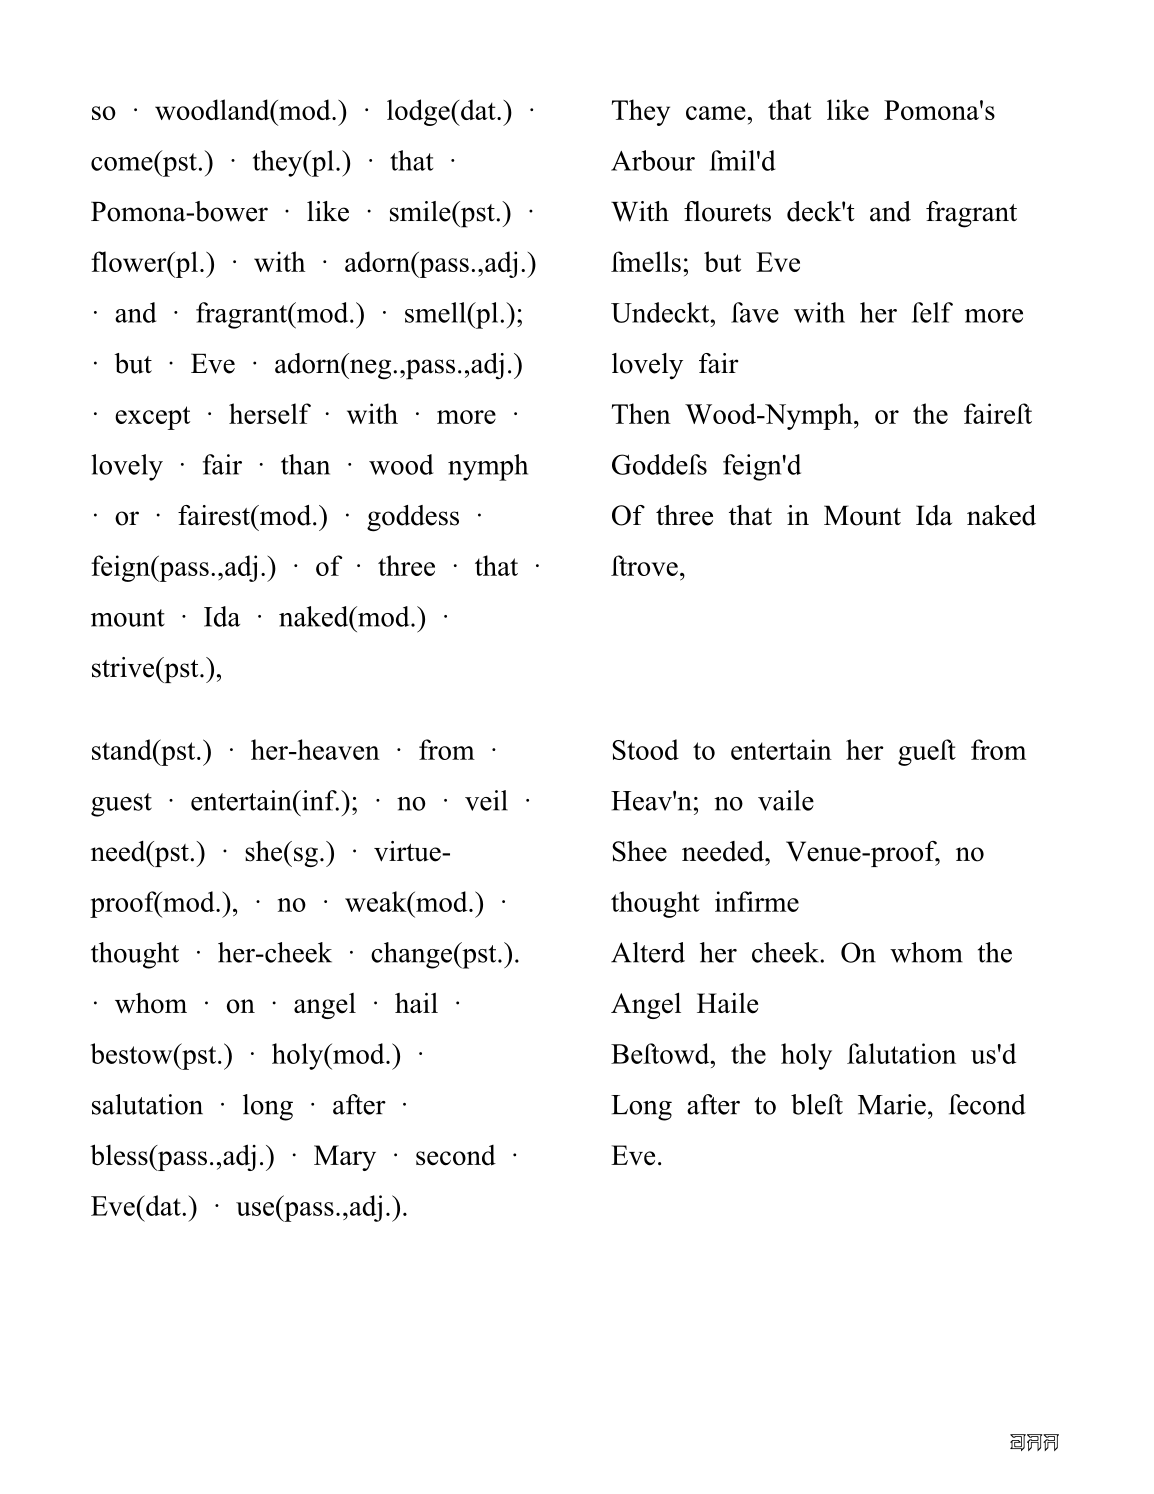 so · woodland(mod.) · lodge(dat.) ·
come(pst.) · they(pl.) · that ·
Pomona-bower · like · smile(pst.) ·
flower(pl.) · with · adorn(pass.,adj.)
· and · fragrant(mod.) · smell(pl.);
· but · Eve · adorn(neg.,pass.,adj.)
· except · herself · with · more ·
lovely · fair · than · wood nymph
· or · fairest(mod.) · goddess ·
feign(pass.,adj.) · of · three · that ·
mount · Ida · naked(mod.) ·
strive(pst.),
They came, that like Pomona's
Arbour ſmil'd
With flourets deck't and fragrant
ſmells; but Eve
Undeckt, ſave with her ſelf more
lovely fair
Then Wood-Nymph, or the faireſt
Goddeſs feign'd
Of three that in Mount Ida naked
ſtrove,
stand(pst.) · her-heaven · from ·
guest · entertain(inf.); · no · veil ·
need(pst.) · she(sg.) · virtue-
proof(mod.), · no · weak(mod.) ·
thought · her-cheek · change(pst.).
· whom · on · angel · hail ·
bestow(pst.) · holy(mod.) ·
salutation · long · after ·
bless(pass.,adj.) · Mary · second ·
Eve(dat.) · use(pass.,adj.).
Stood to entertain her gueſt from
Heav'n; no vaile
Shee needed, Venue-proof, no
thought infirme
Alterd her cheek. On whom the
Angel Haile
Beſtowd, the holy ſalutation us'd
Long after to bleſt Marie, ſecond
Eve.